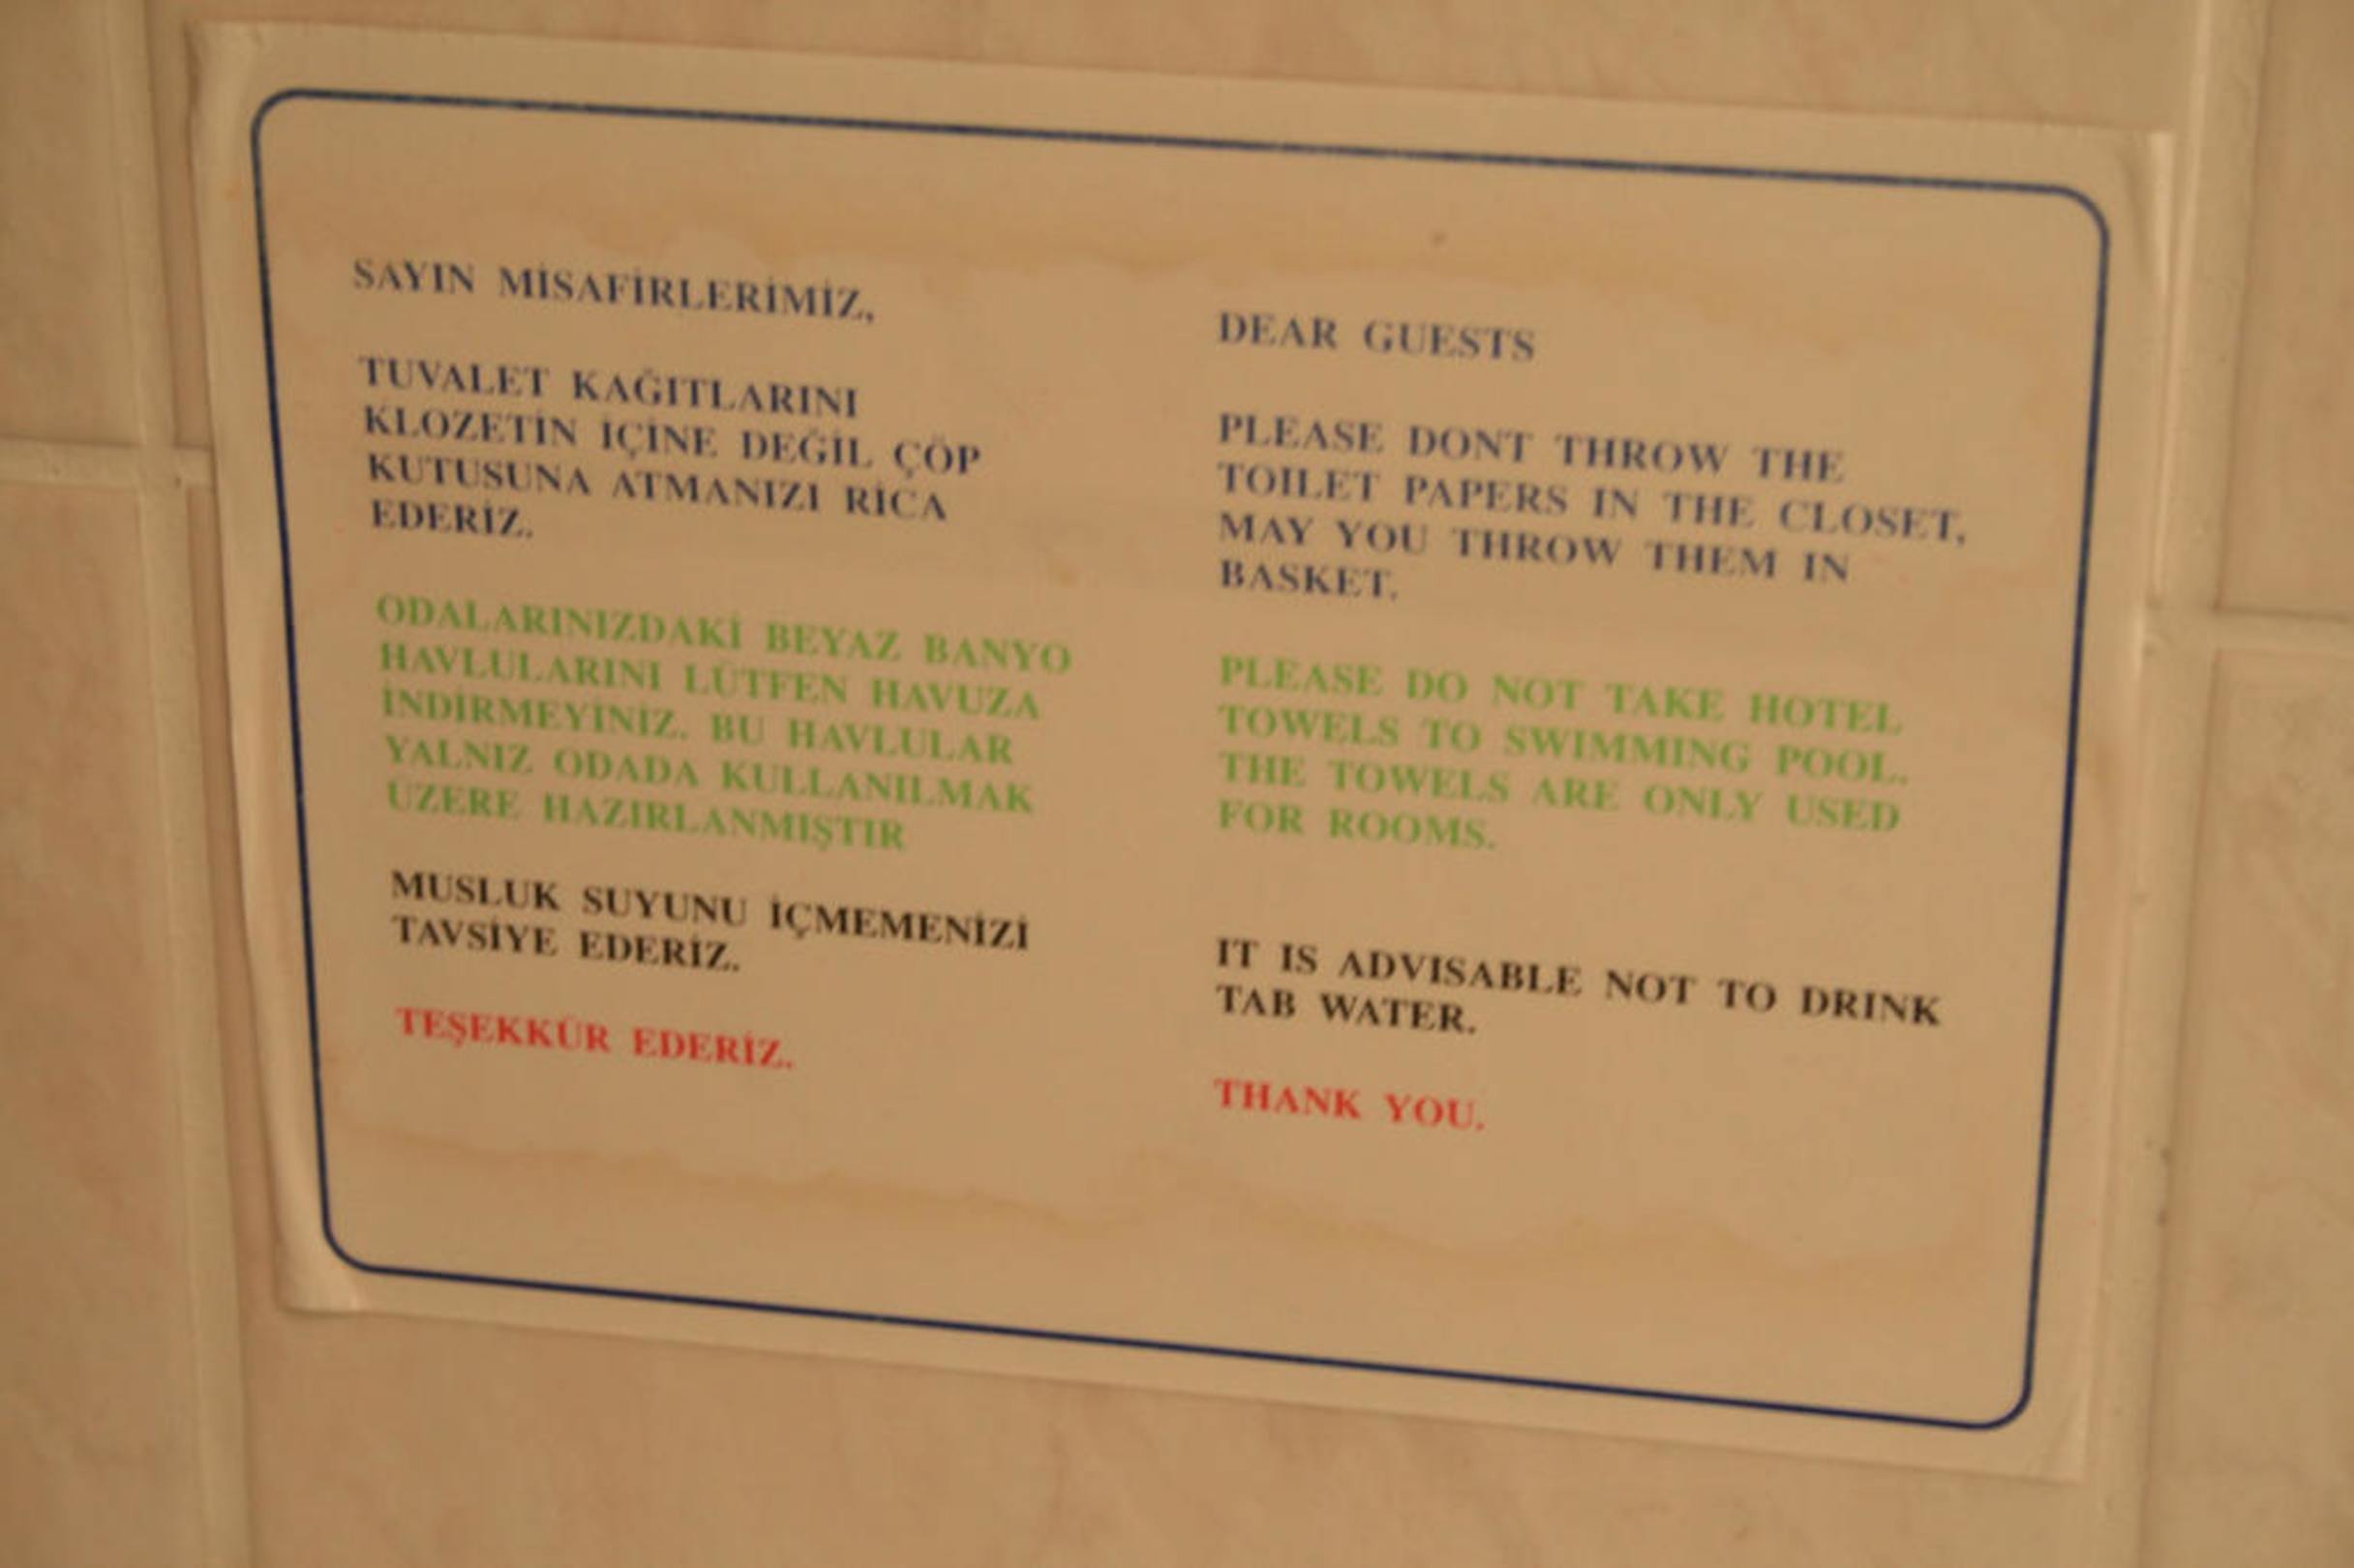 SAYIN MİSAFİRLERİMİZ,
TUVALET KAĞITLARINI
KLOZETİN İÇİNE DEĞİL ÇÖP
KUTUSUNA ATMANIZI RİCA
EDERİZ.
ODALARINIZDAKİ BEYAZ BANYO
HAVLULARINI LÜTFEN HAVUZA
İNDİRMEYİNİZ. BU HAVLULAR
YALNIZ ODADA KULLANILMAK
ÜZERE HAZIRLANMIŞTIR
MUSLUK SUYUNU İÇMEMENİZİ
TAVSİYE EDERİZ.
TEŞEKKÜR EDERİZ.
DEAR GUESTS
PLEASE DONT THROW THE
TOILET PAPERS IN THE CLOSET,
MAY YOU THROW THEM IN
BASKET.
PLEASE DO NOT TAKE HOTEL
TOWELS TO SWIMMING POOL.
THE TOWELS ARE ONLY USED
FOR ROOMS.
IT IS ADVISABLE NOT TO DRINK
TAB WATER.
THANK YOU.